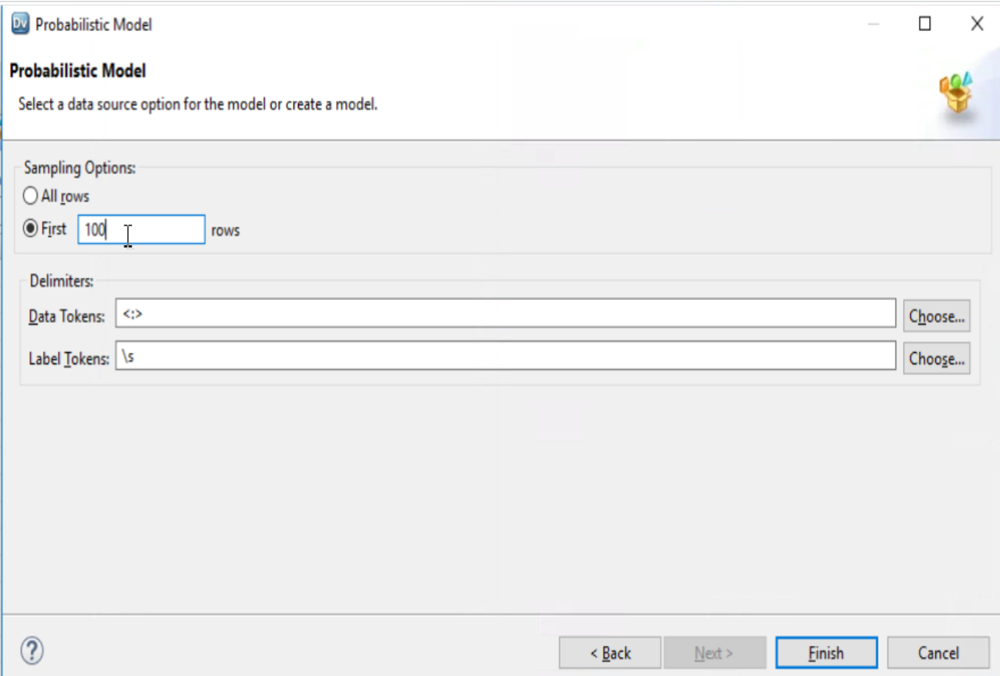 Dv Probabilistic Model
Probabilistic Model
Select a data source option for the model or create a model.
Sampling Options:
All rows
First 100 rows
Delimiters:
Data Tokens: <:> Choose...
Label Tokens: \s Choose...
? < Back Next > Finish Cancel